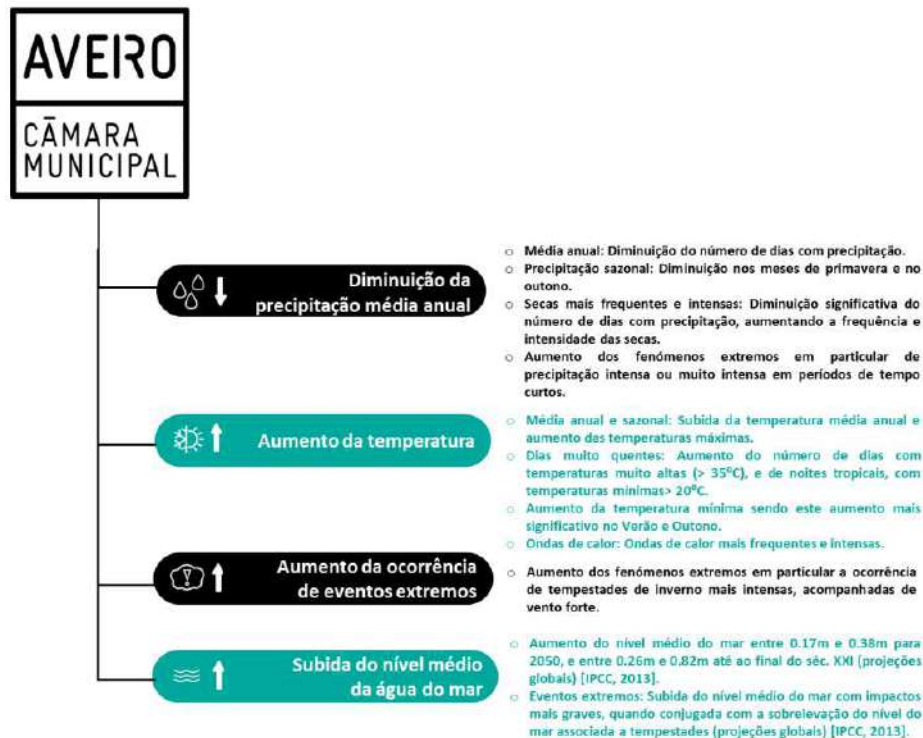 AVEIRO
CÂMARA
MUNICIPAL
Diminuição da
precipitação média anual
o Média anual: Diminuição do número de dias com precipitação.
o Precipitação sazonal: Diminuição nos meses de primavera e no
outono.
o Secas mais frequentes e intensas: Diminuição significativa do
número de dias com precipitação, aumentando a frequência e
intensidade das secas.
o Aumento dos fenómenos extremos em particular de
precipitação intensa ou muito intensa em períodos de tempo
curtos.
Aumento da temperatura
o Média anual e sazonal: Subida da temperatura média anual e
aumento das temperaturas máximas.
o Dias muito quentes: Aumento do número de dias com
temperaturas muito altas (> 35ºC), e de noites tropicais, com
temperaturas mínimas> 20ºC.
o Aumento da temperatura mínima sendo este aumento mais
significativo no Verão e Outono.
o Ondas de calor: Ondas de calor mais frequentes e intensas.
Aumento da ocorrência
de eventos extremos
o Aumento dos fenómenos extremos em particular a ocorrência
de tempestades de inverno mais intensas, acompanhadas de
vento forte.
Subida do nível médio
da água do mar
o Aumento do nível médio do mar entre 0.17m e 0.38m para
2050, e entre 0.26m e 0.82m até ao final do séc. XXI (projeções
globais) [IPCC, 2013].
o Eventos extremos: Subida do nível médio do mar com impactos
mais graves, quando conjugada com a sobrelevação do nível do
mar associada a tempestades (projeções globais) [IPCC, 2013].